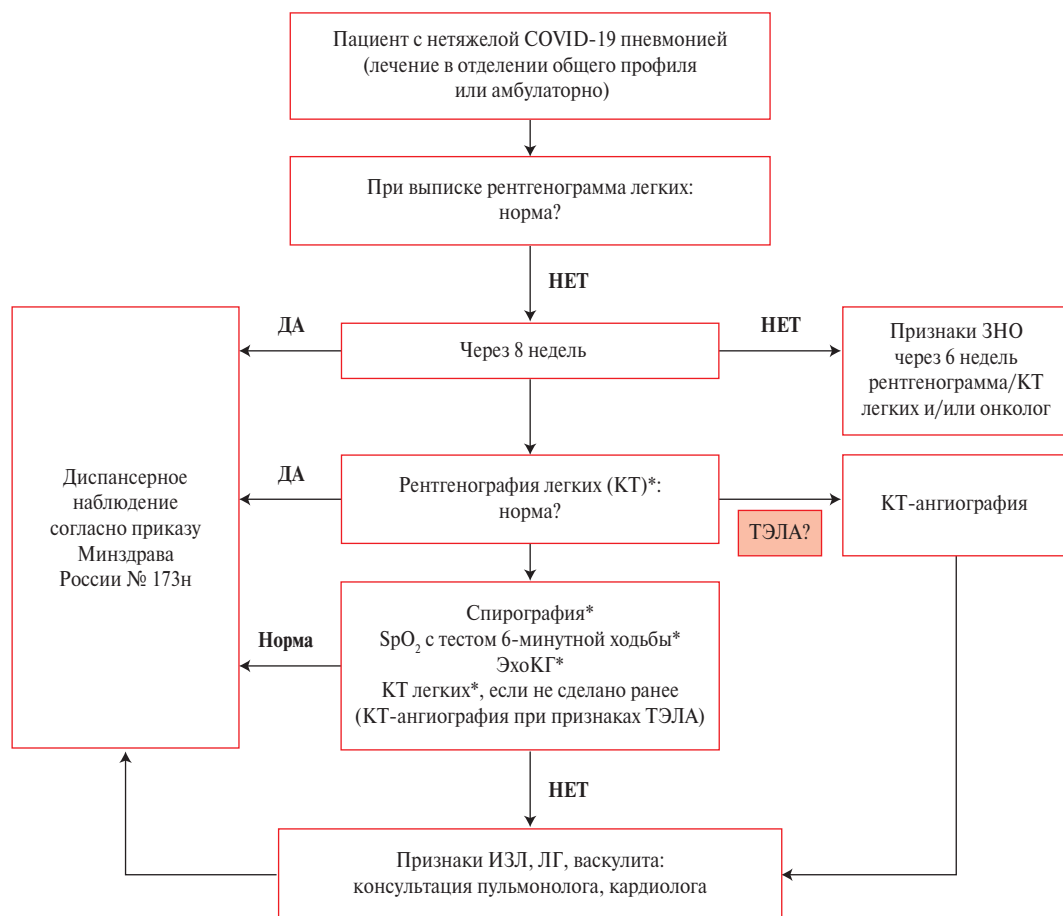 Пациент с нетяжелой COVID-19 пневмонией
(лечение в отделении общего профиля
или амбулаторно)
При выписке рентгенограмма легких:
норма?
НЕТ
ДА
Через 8 недель
НЕТ
Признаки ЗНО
через 6 недель
рентгенограмма/КТ
легких и/или онколог
Диспансерное
наблюдение
согласно приказу
Минздрава
России № 173н
ДА
Рентгенография легких (КТ)*:
норма?
ТЭЛА?
КТ-ангиография
Норма
Спирография*
SpO₂ с тестом 6-минутной ходьбы*
ЭхоКГ*
КТ легких*, если не сделано ранее
(КТ-ангиография при признаках ТЭЛА)
НЕТ
Признаки ИЗЛ, ЛГ, васкулита:
консультация пульмонолога, кардиолога